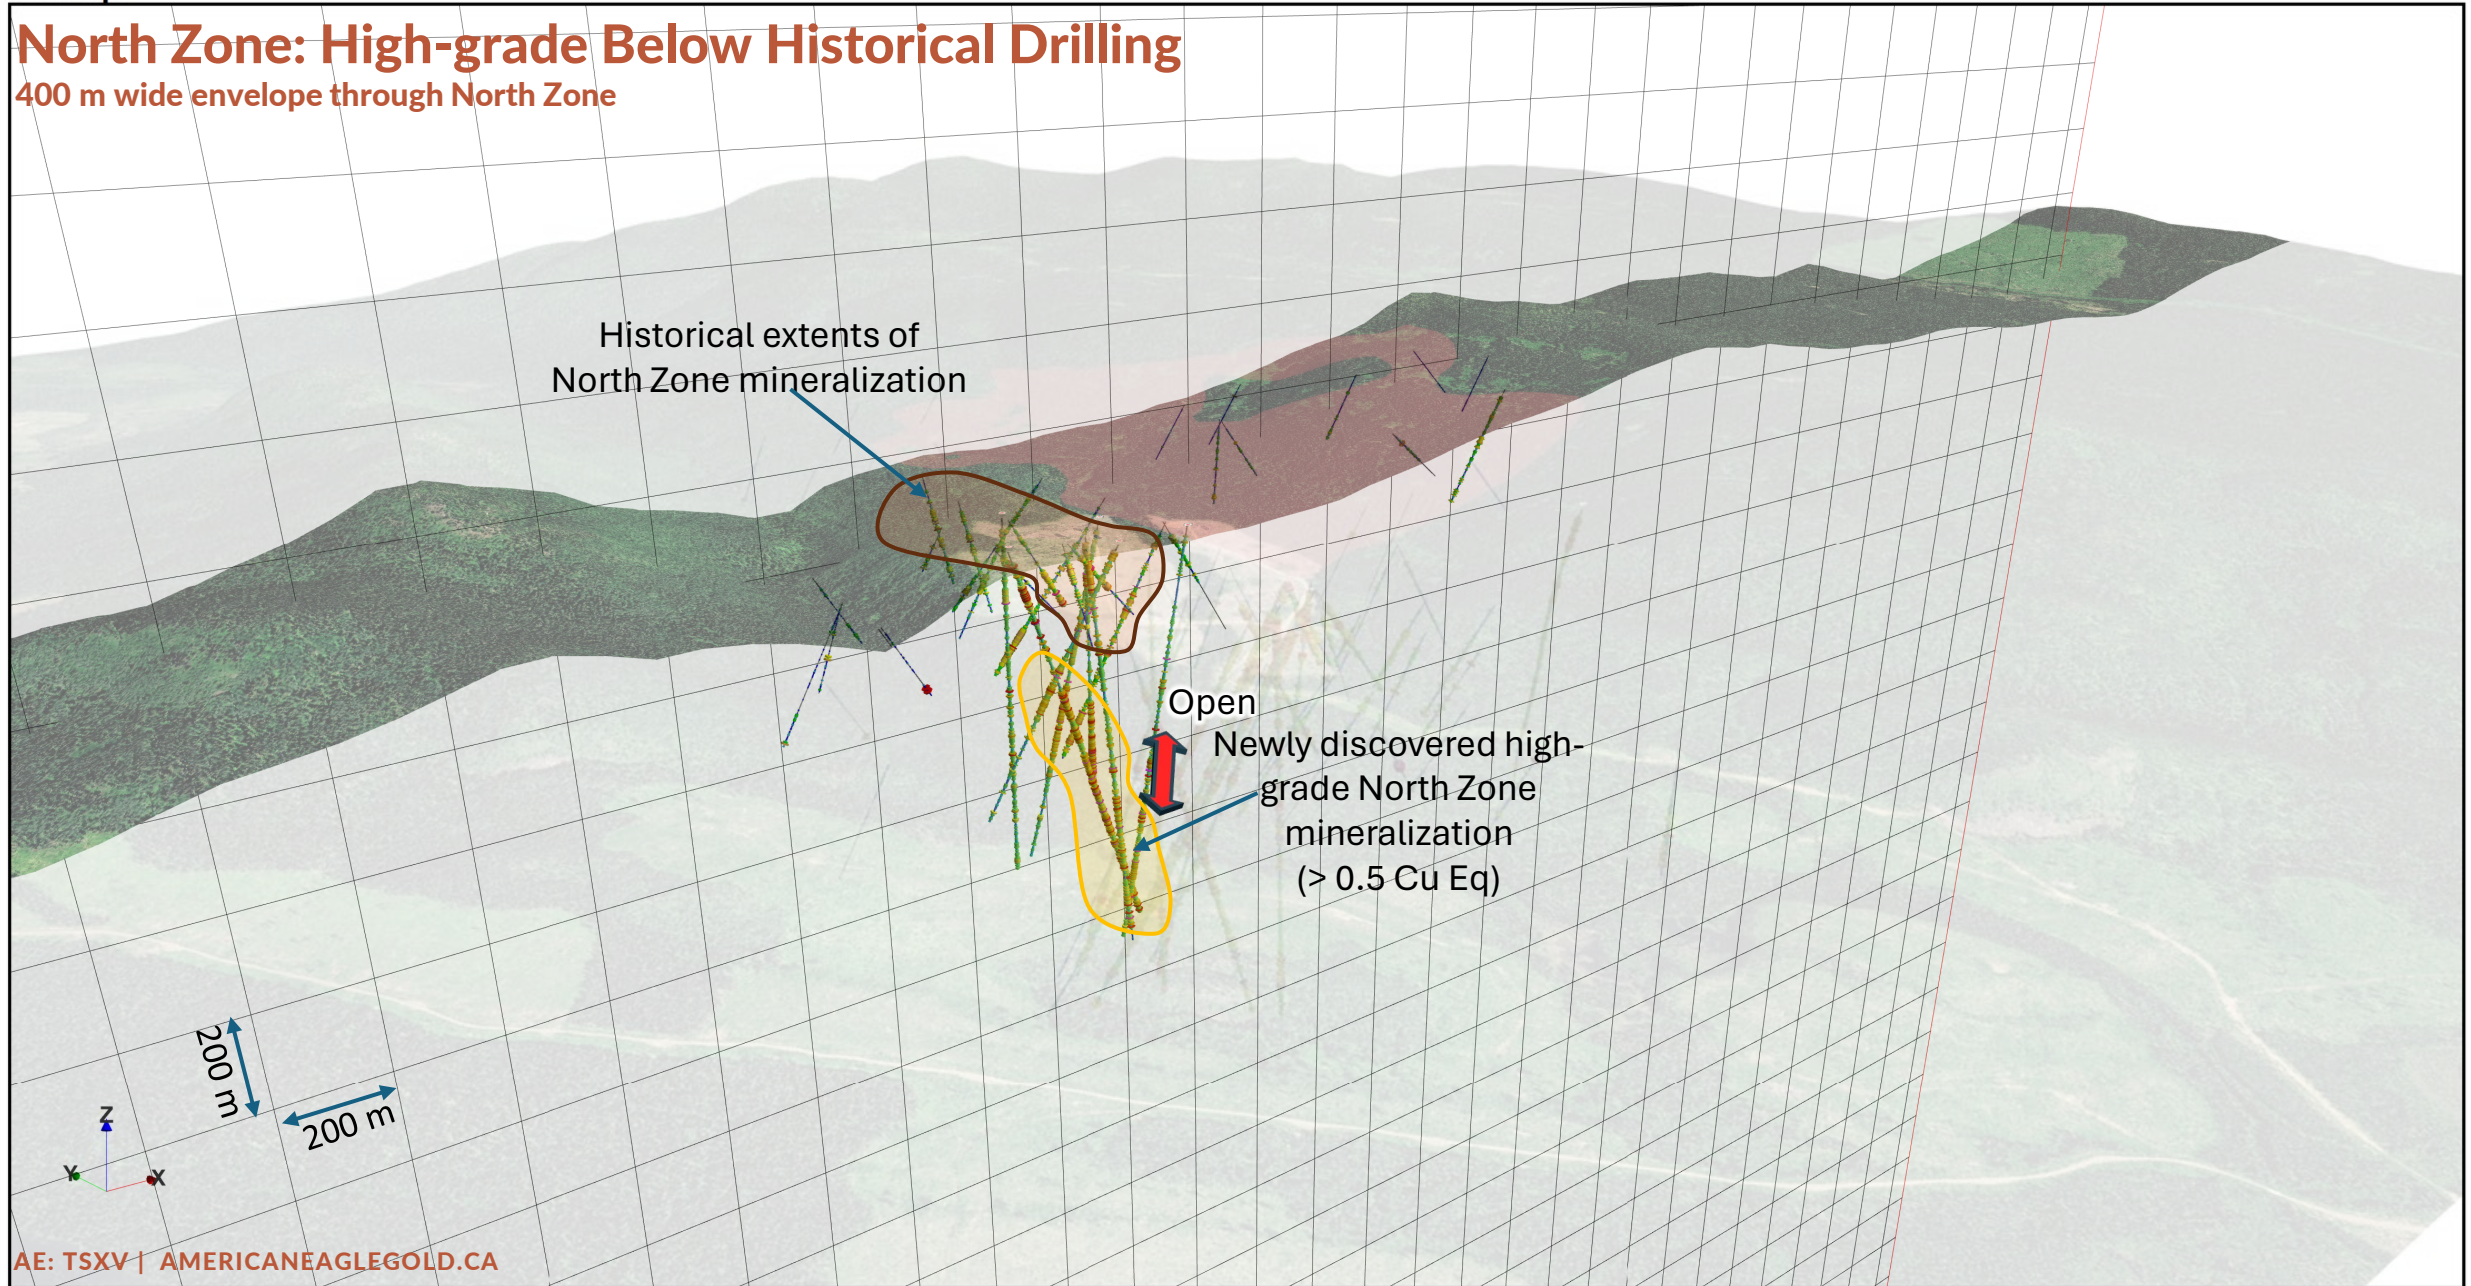 North Zone: High-grade Below Historical Drilling
400 m wide envelope through North Zone
Historical extents of
North Zone mineralization
Open
Newly discovered high-
grade North Zone
mineralization
(> 0.5 Cu Eq)
200 m
200 m
Z
Y
X
AE: TSXV | AMERICANEAGLEGOLD.CA